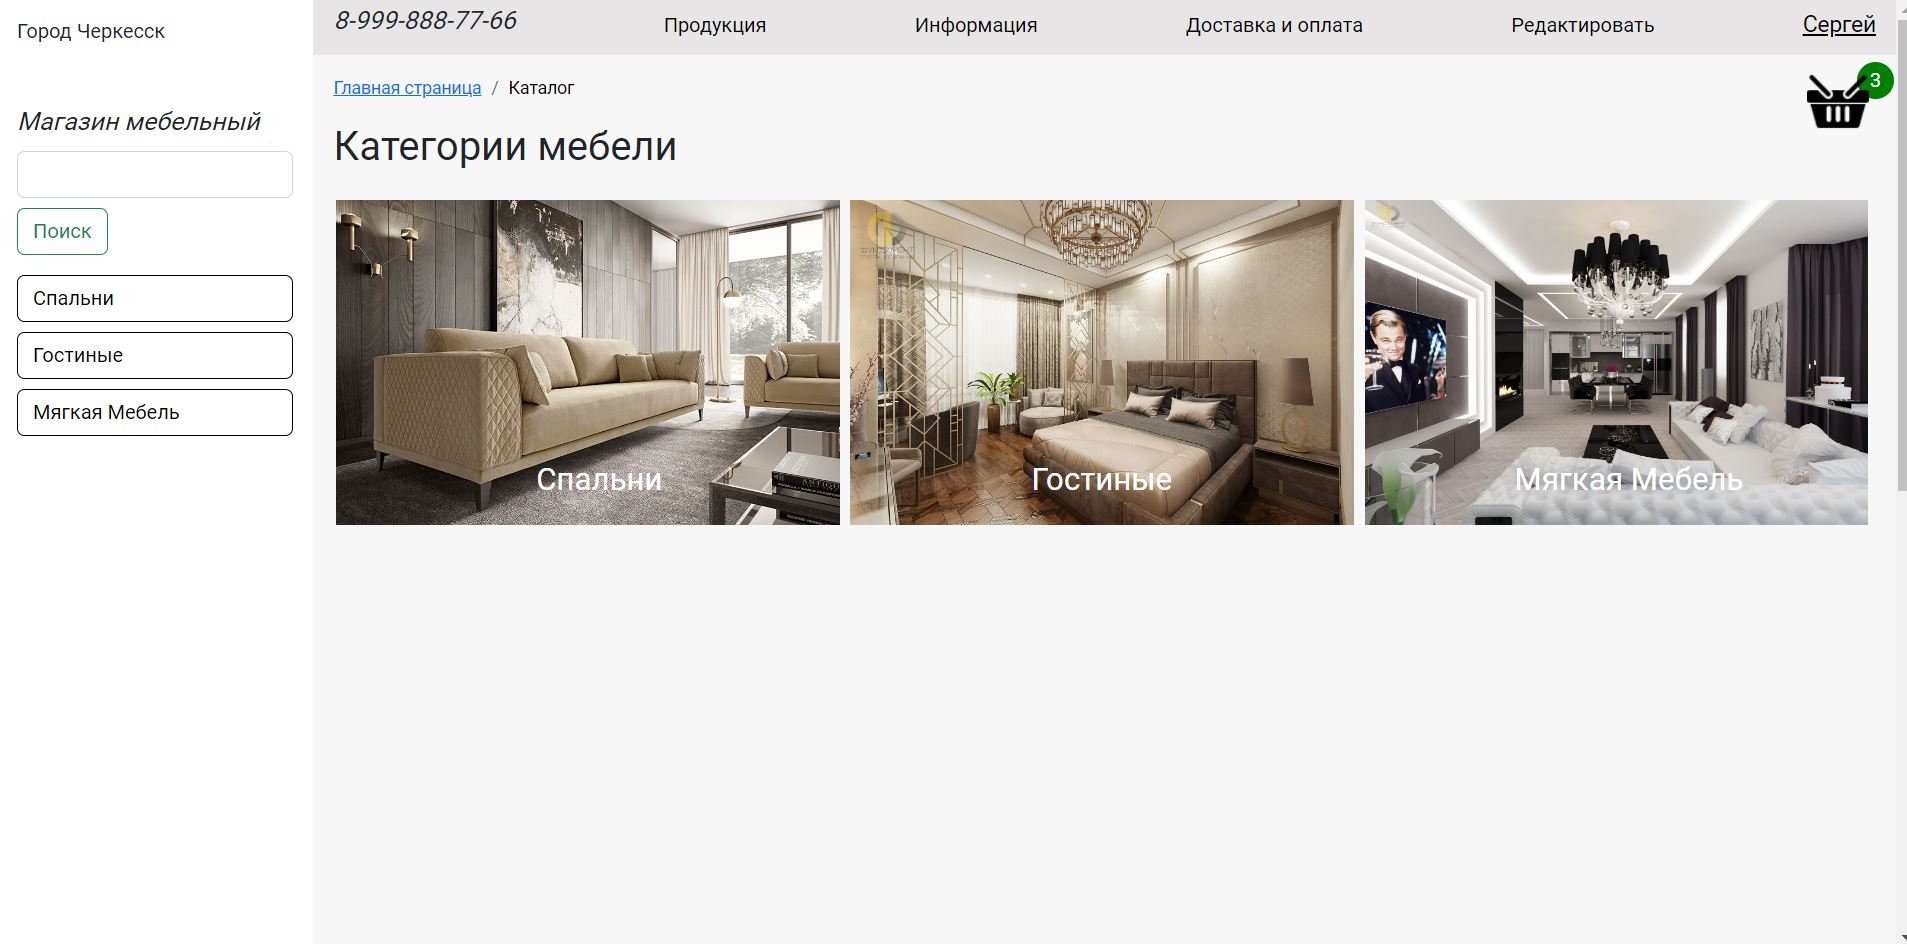 Город Черкесск
8-999-888-77-66
Продукция
Информация
Доставка и оплата
Редактировать
Сергей
Главная страница / Каталог
3
Магазин мебельный
Поиск
Спальни
Гостиные
Мягкая Мебель
Категории мебели
Спальни
Гостиные
Мягкая Мебель